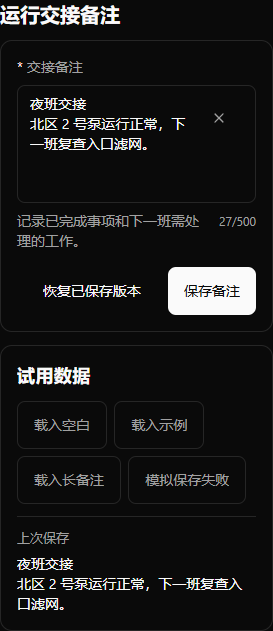 运行交接备注
* 交接备注
夜班交接
北区 2 号泵运行正常，下
一班复查入口滤网。
记录已完成事项和下一班需处
理的工作。
27/500
恢复已保存版本
保存备注
试用数据
载入空白
载入示例
载入长备注
模拟保存失败
上次保存
夜班交接
北区 2 号泵运行正常，下一班复查入
口滤网。